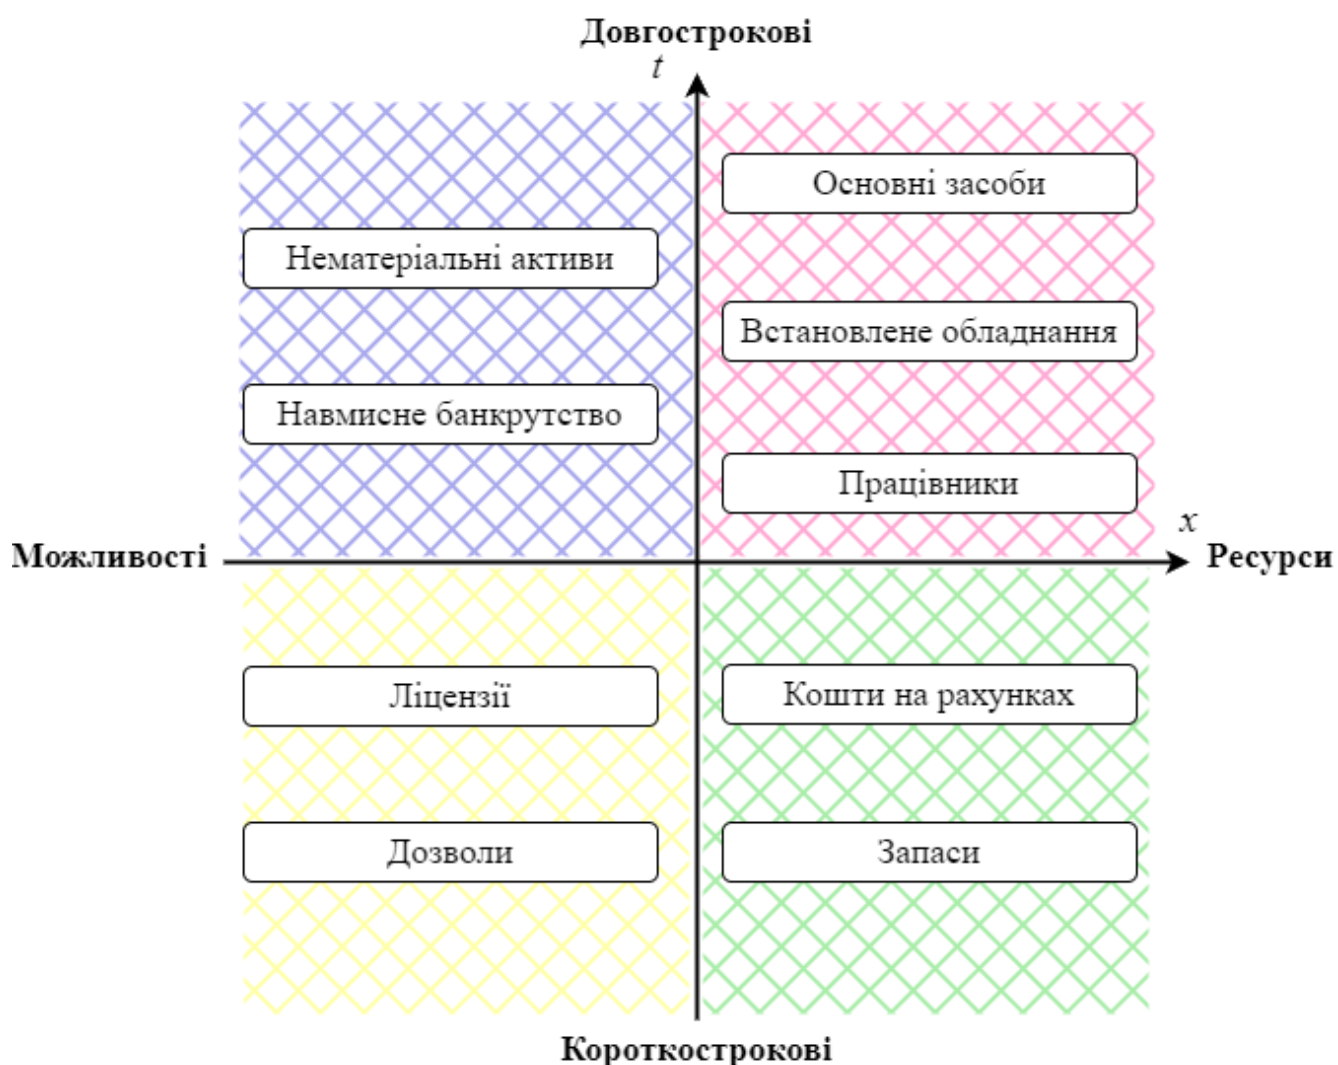 Довгострокові
t
Основні засоби
Нематеріальні активи
Встановлене обладнання
Навмисне банкрутство
Працівники
x
Можливості
Ресурси
Ліцензії
Кошти на рахунках
Дозволи
Запаси
Короткострокові